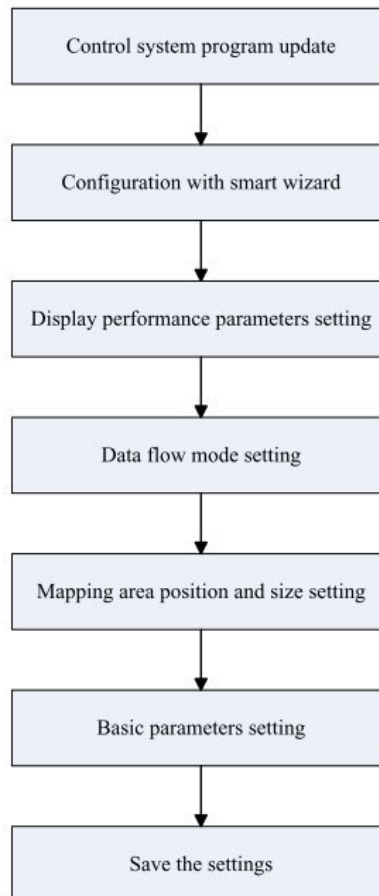 Control system program update
Configuration with smart wizard
Display performance parameters setting
Data flow mode setting
Mapping area position and size setting
Basic parameters setting
Save the settings